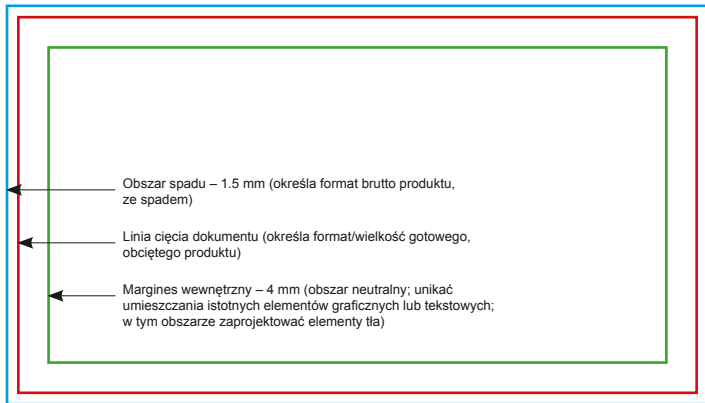 Obszar spadu – 1.5 mm (określa format brutto produktu,
ze spadem)
Linia cięcia dokumentu (określa format/wielkość gotowego,
obciętego produktu)
Margines wewnętrzny – 4 mm (obszar neutralny; unikać
umieszczania istotnych elementów graficznych lub tekstowych;
w tym obszarze zaprojektować elementy tła)